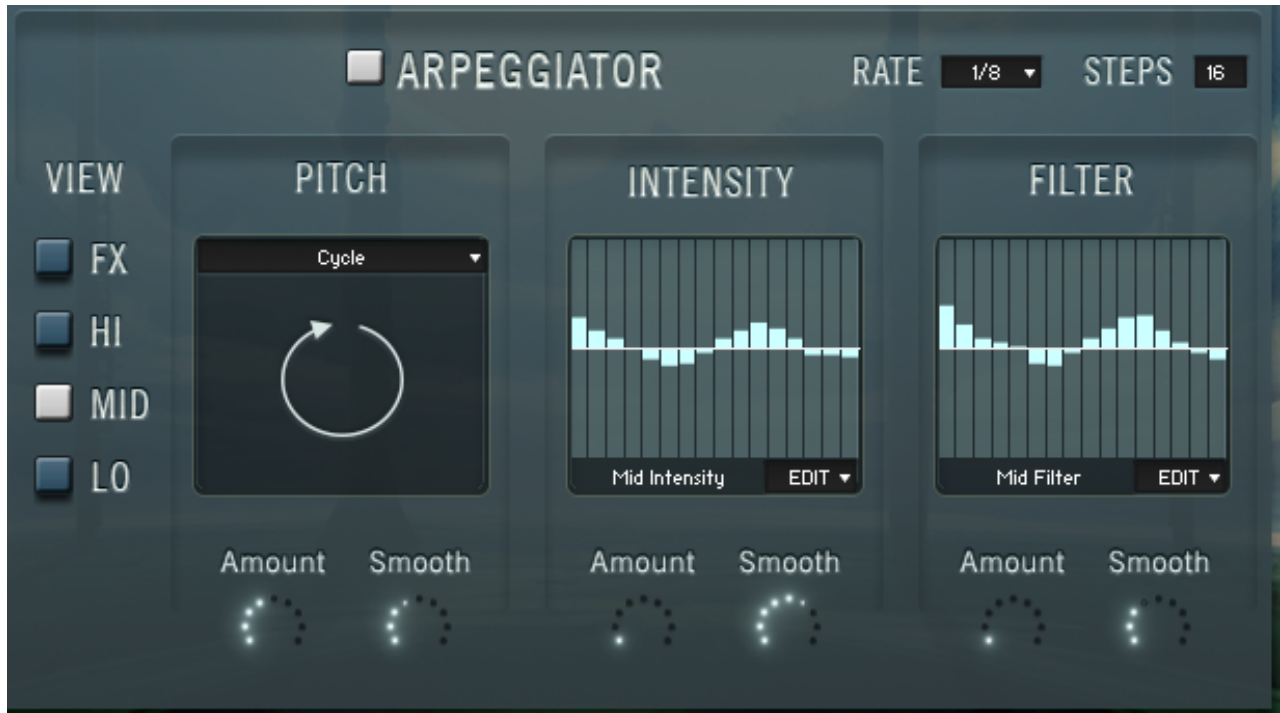 ARPEGGIATOR RATE 1/8 STEPS 16
VIEW PITCH INTENSITY FILTER
FX Cycle
HI
MID
LO Mid Intensity EDIT Mid Filter EDIT
Amount Smooth Amount Smooth Amount Smooth